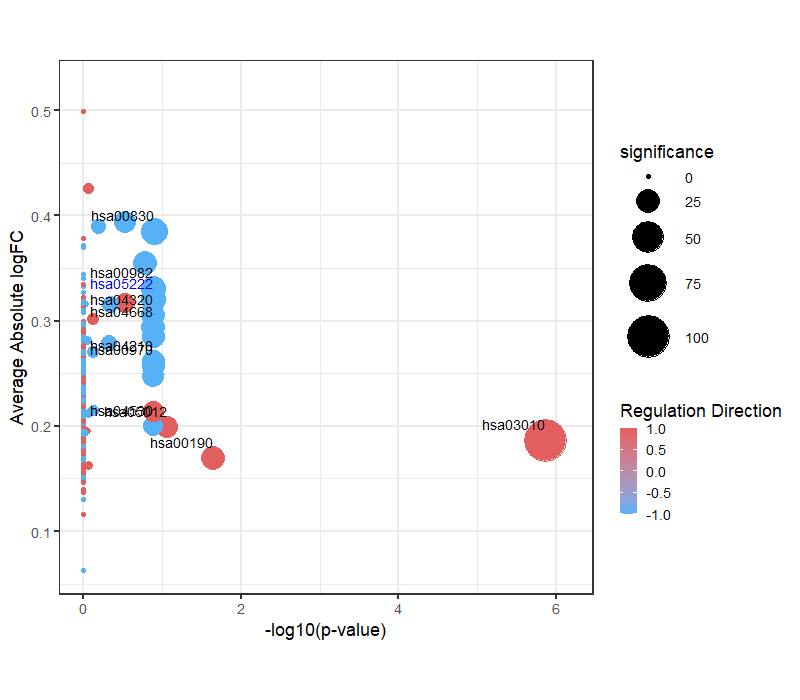 Average Absolute logFC
0.5
0.4
0.3
0.2
0.1
hsa00830
hsa00982
hsa05222
hsa04320
hsa04668
hsa04210
hsa00970
hsa05012
hsa00190
hsa03010
0
2
4
6
-log10(p-value)
significance
0
25
50
75
100
Regulation Direction
1.0
0.5
0.0
-0.5
-1.0